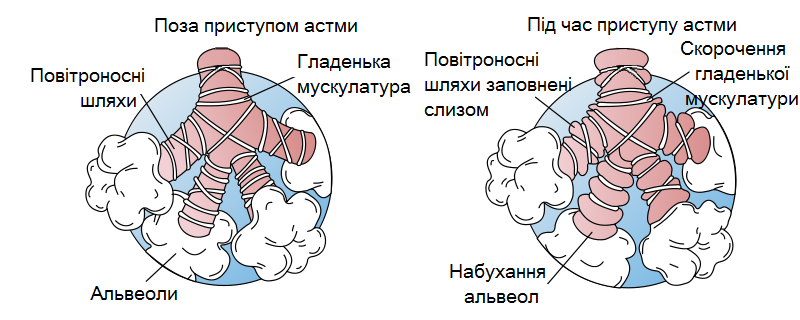 Поза приступом астми
Повітроносні
шляхи
Гладенька
мускулатура
Альвеоли
Під час приступу астми
Повітроносні
шляхи заповнені
слизом
Скорочення
гладенької
мускулатури
Набухання
альвеол